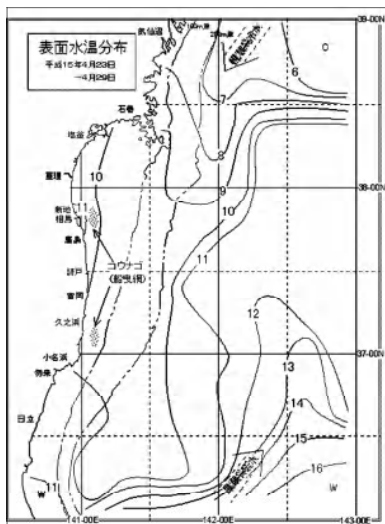 表面水温分布
平成15年4月23日
−4月29日
気仙沼
石巻
塩釜
亘理
新地
相馬
鹿島
請戸
富岡
久之浜
小名浜
勿来
日立
コウナゴ
(船曳網)
39-00N
38-00N
37-00N
141-00E
142-00E
143-00E
O
6
7
8
9
10
10
11
11
11
12
13
14
15
16
W
W